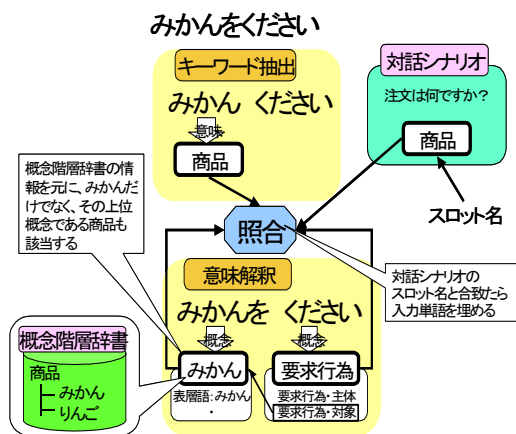 みかんをください
キーワード抽出
みかん ください
意味
商品
対話シナリオ
注文は何ですか？
商品
スロット名
概念階層辞書の情
報を元に、みかんだ
けでなく、その上位
概念である商品も
該当する
照合
対話シナリオの
スロット名と合致たら
入力単語を埋める
意味解釈
みかんを ください
概念
概念
みかん
要求行為
表層語：みかん
・
要求行為・主体
要求行為・対象
概念階層辞書
商品
みかん
りんご